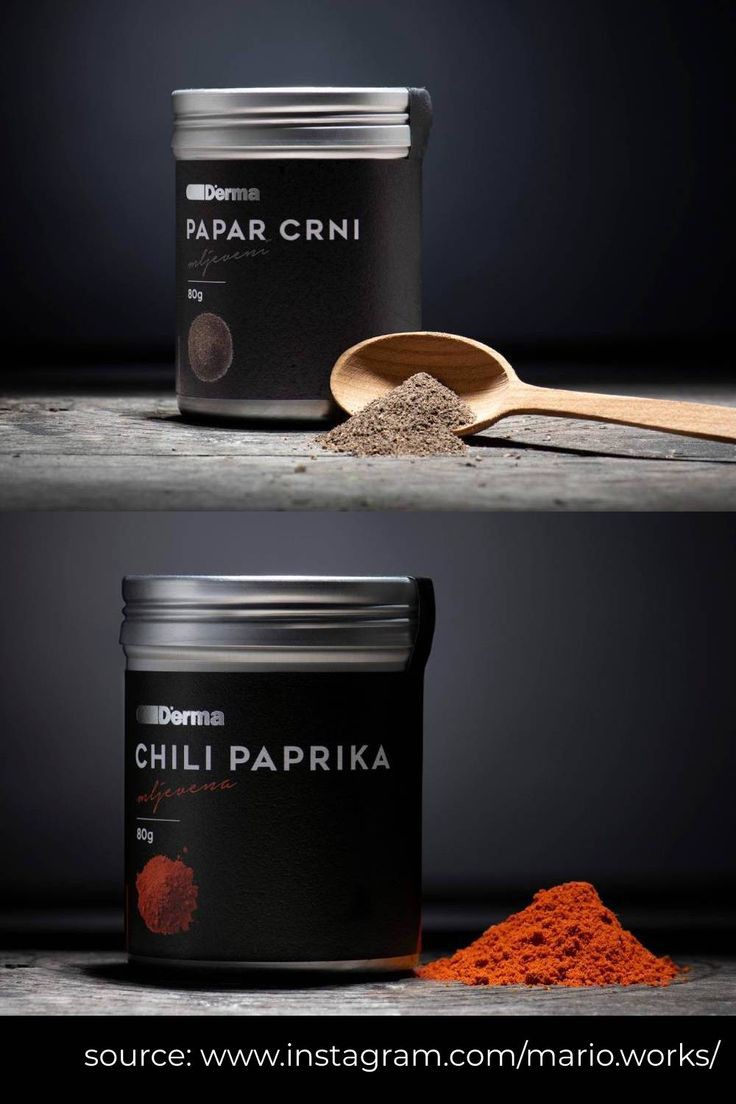 D'erma
PAPAR CRNI
mljeveni
80g
D'erma
CHILI PAPRIKA
mljevena
80g
source: www.instagram.com/mario.works/